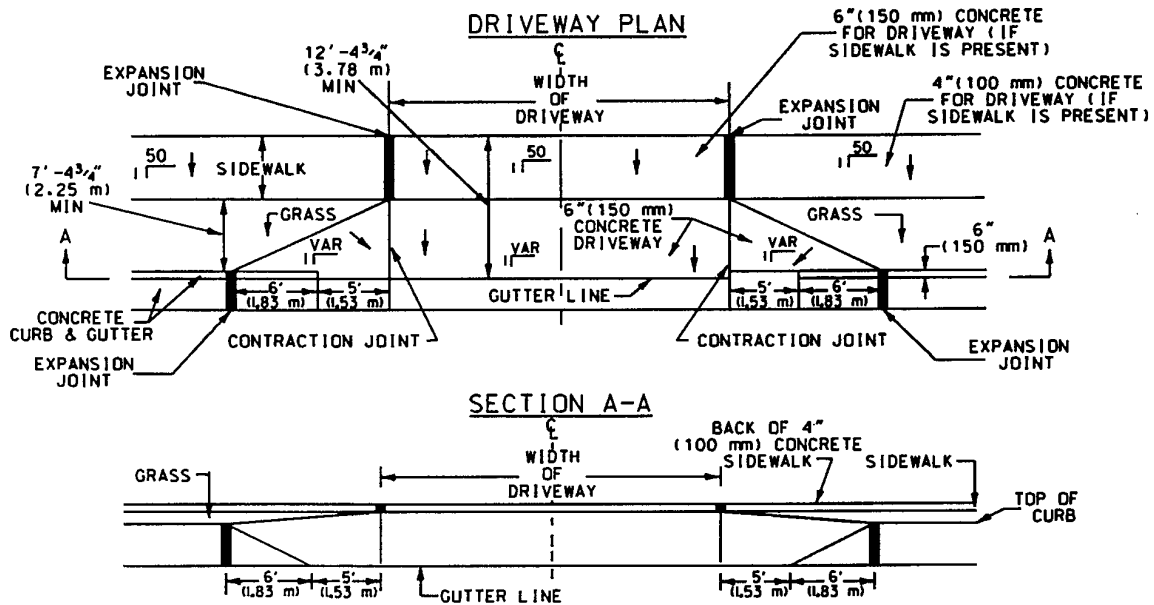 DRIVEWAY PLAN
℄
WIDTH
OF
DRIVEWAY
12'-4 3/4"
(3.78 m)
MIN
EXPANSION
JOINT
6"(150 mm) CONCRETE
FOR DRIVEWAY (IF
SIDEWALK IS PRESENT)
4"(100 mm) CONCRETE
FOR DRIVEWAY (IF
SIDEWALK IS PRESENT)
EXPANSION
JOINT
50
1
SIDEWALK
50
1
50
1
50
1
7'-4 3/4"
(2.25 m)
MIN
GRASS
6"(150 mm)
CONCRETE
DRIVEWAY
GRASS
VAR
1
VAR
1
VAR
1
6"
(150 mm)
A
A
6'
(1.83 m)
5'
(1.53 m)
GUTTER LINE
5'
(1.53 m)
6'
(1.83 m)
CONCRETE
CURB & GUTTER
CONTRACTION JOINT
CONTRACTION JOINT
EXPANSION
JOINT
EXPANSION
JOINT
SECTION A-A
℄
WIDTH
OF
DRIVEWAY
BACK OF 4"
(100 mm) CONCRETE
SIDEWALK
SIDEWALK
GRASS
TOP OF
CURB
6'
(1.83 m)
5'
(1.53 m)
GUTTER LINE
5'
(1.53 m)
6'
(1.83 m)